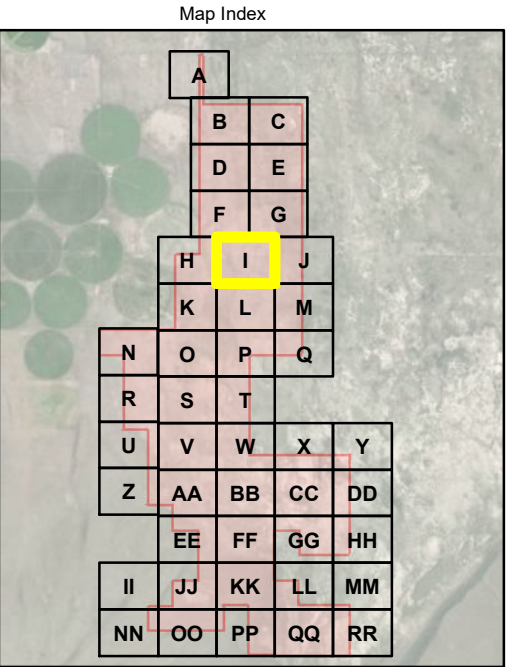 Map Index
A
B C
D E
F G
H I J
K L M
N O P Q
R S T
U V W X Y
Z AA BB CC DD
EE FF GG HH
II JJ KK LL MM
NN OO PP QQ RR